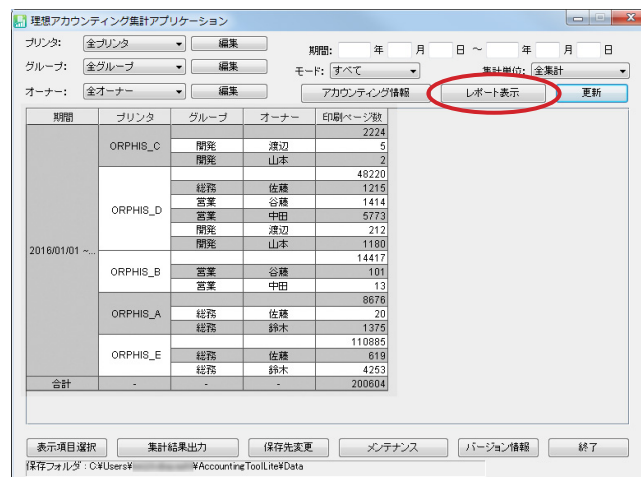 理想アカウンティング集計アプリケーション
プリンタ: 全プリンタ 編集 期間: 年 月 日 ～ 年 月 日
グループ: 全グループ 編集 モード: すべて 集計単位: 全集計
オーナー: 全オーナー 編集 アカウンティング情報 レポート表示 更新
期間 プリンタ グループ オーナー 印刷ページ数
2224
ORPHIS_C 開発 渡辺 5
開発 山本 2
48220
総務 佐藤 1215
営業 谷藤 1414
ORPHIS_D 営業 中田 5773
開発 渡辺 212
開発 山本 1180
2016/01/01 ~...
14417
ORPHIS_B 営業 谷藤 101
営業 中田 13
8676
ORPHIS_A 総務 佐藤 20
総務 鈴木 1375
110885
ORPHIS_E 総務 佐藤 619
総務 鈴木 4253
合計 - - - 200604
表示項目選択 集計結果出力 保存先変更 メンテナンス バージョン情報 終了
保存フォルダ : C:¥Users¥ ¥AccountingToolLite¥Data